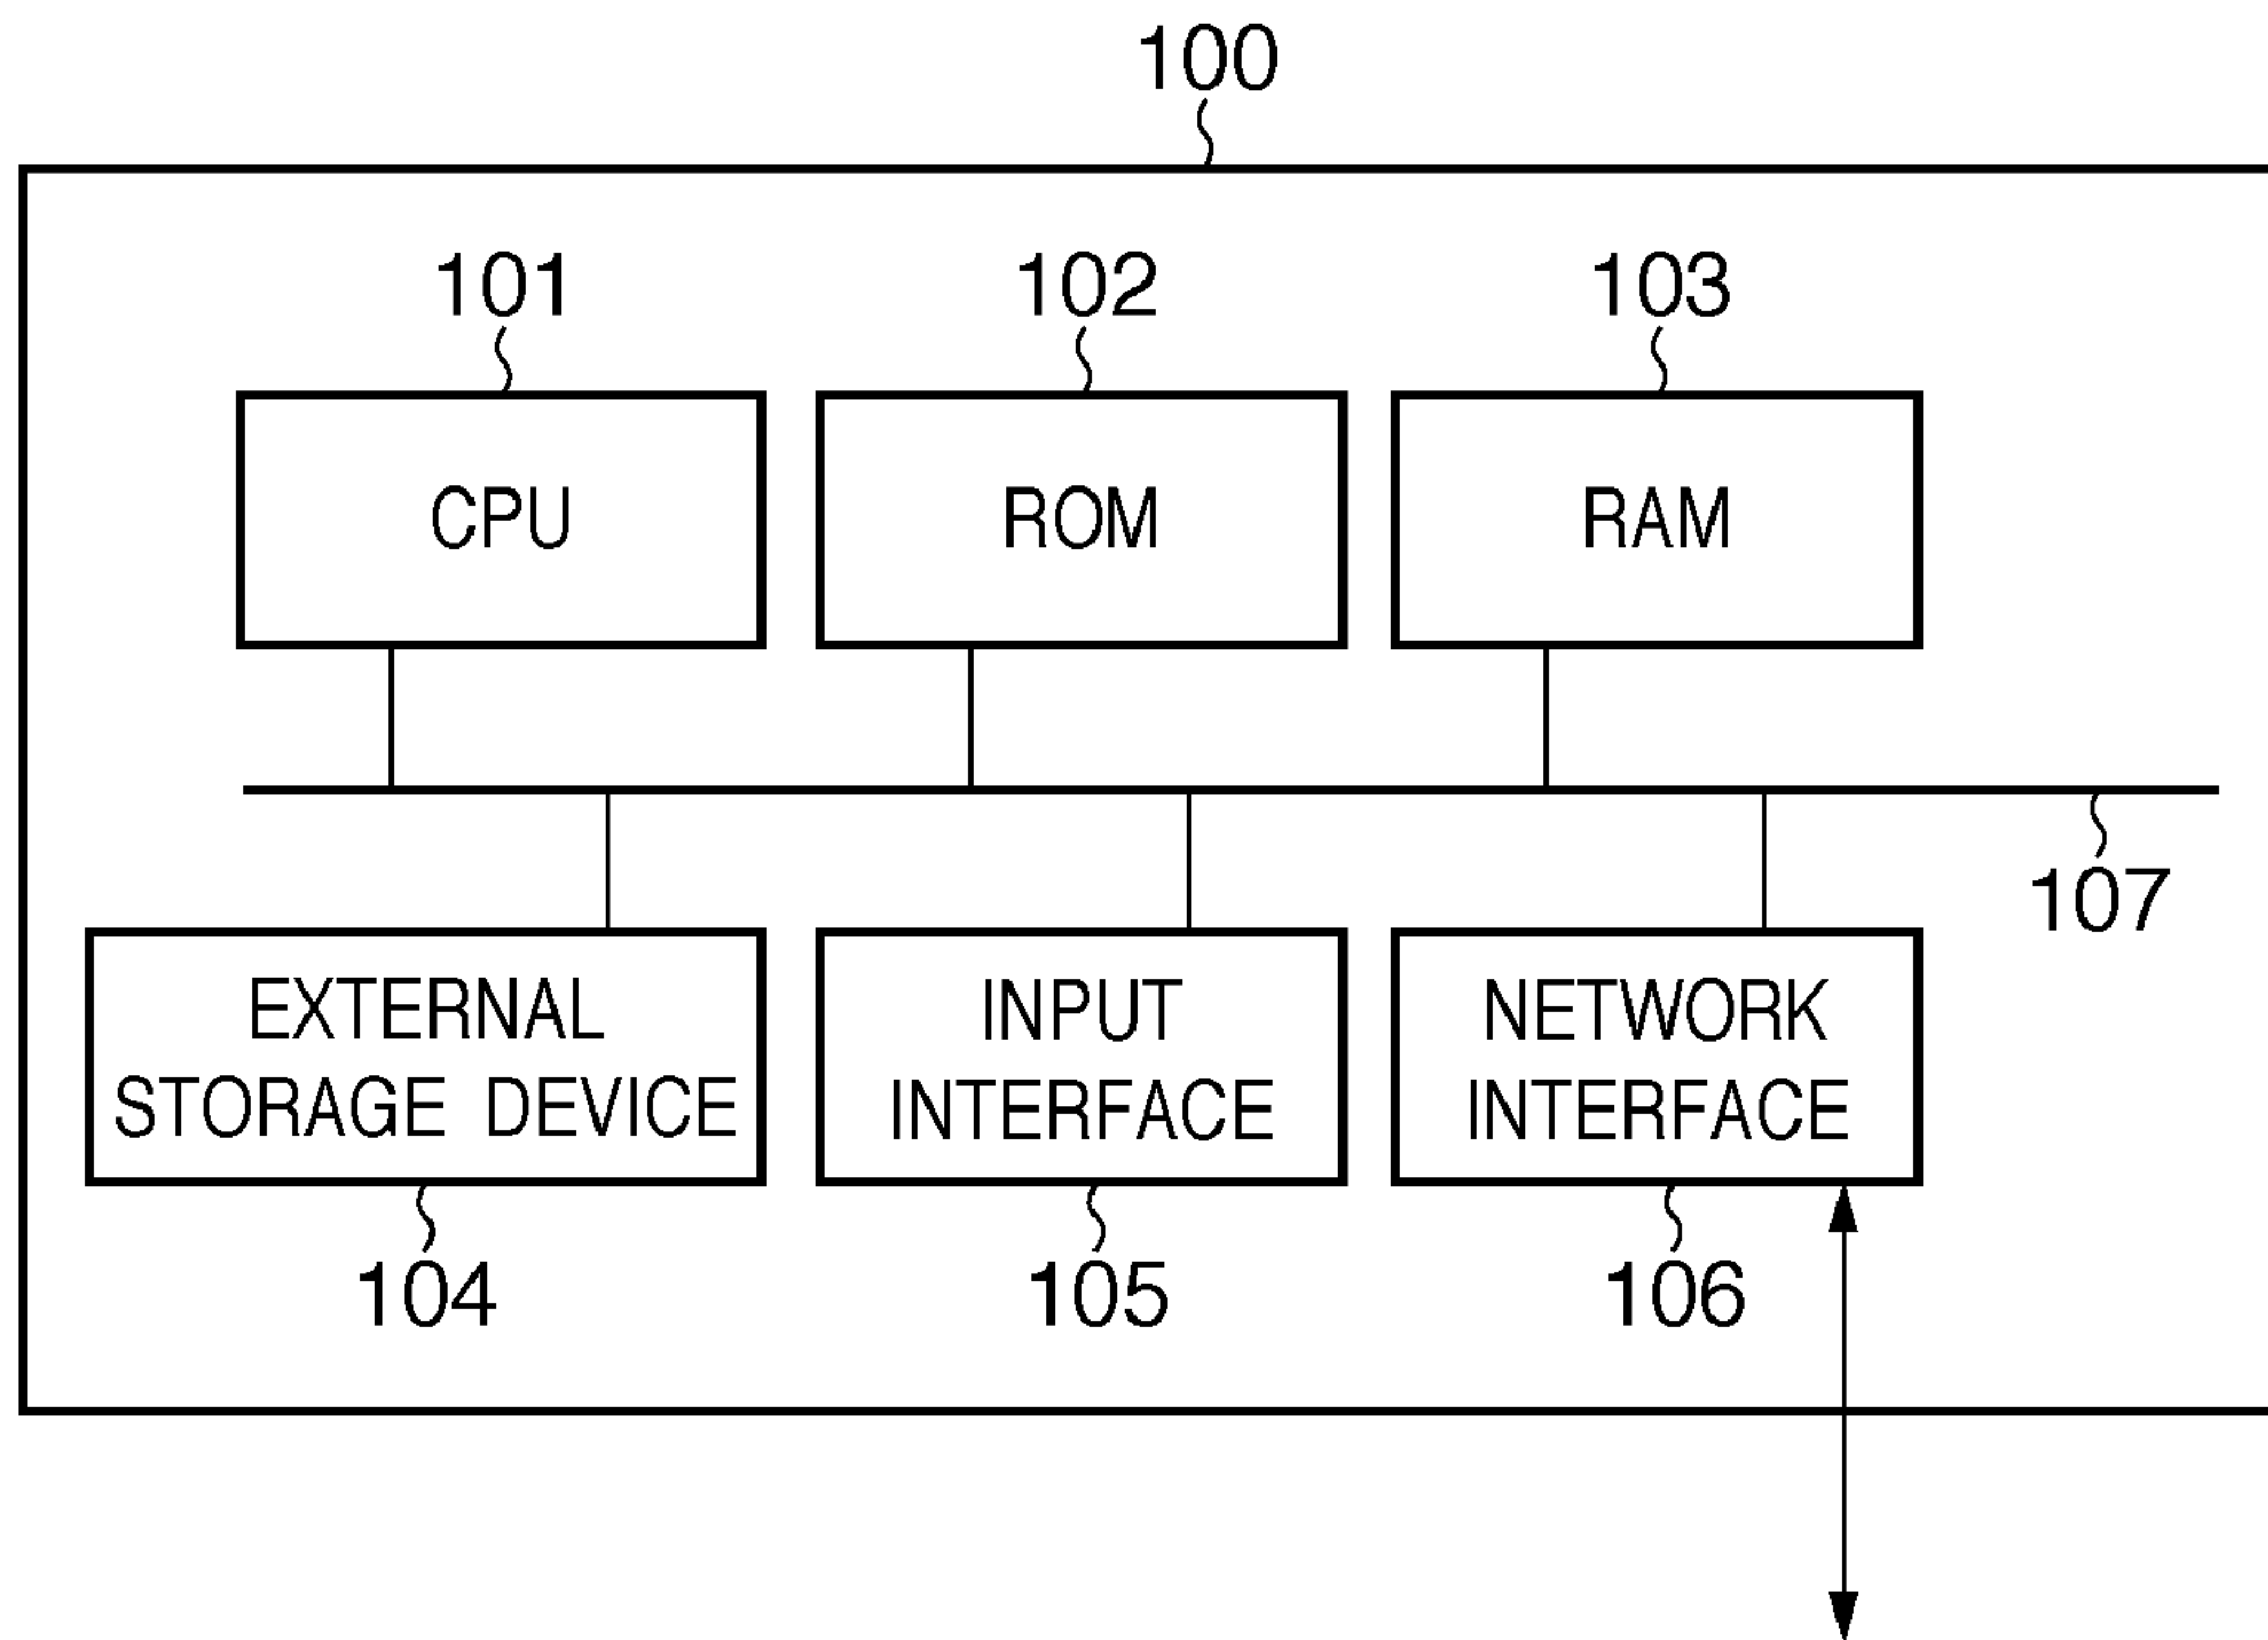 100
101
102
103
CPU
ROM
RAM
107
EXTERNAL
STORAGE DEVICE
INPUT
INTERFACE
NETWORK
INTERFACE
104
105
106